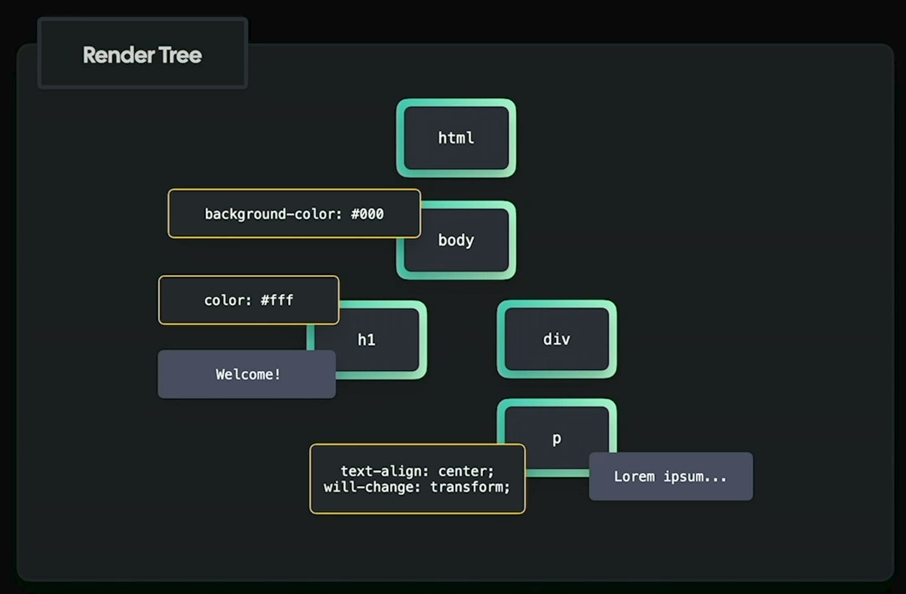 Render Tree
html
background-color: #000
body
color: #fff
h1
div
Welcome!
p
text-align: center;
will-change: transform;
Lorem ipsum...